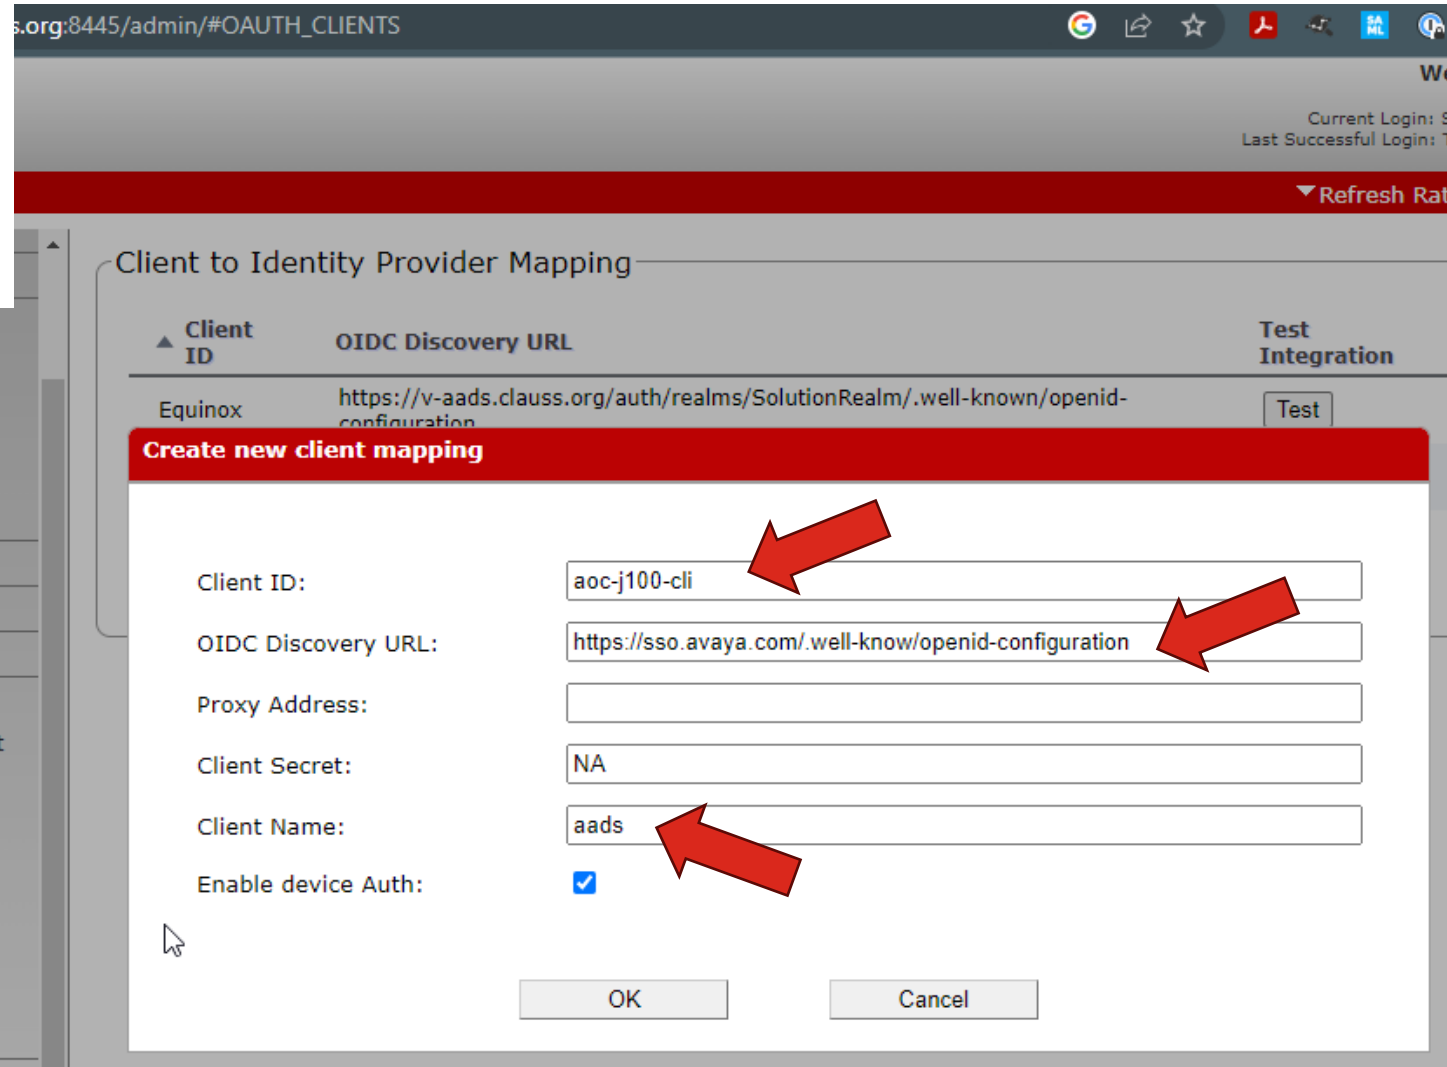 s.org:8445/admin/#OAUTH_CLIENTS
SA
ML
Current Login:
Last Successful Login:
Refresh
Client to Identity Provider Mapping
Client ID
OIDC Discovery URL
Test Integration
Equinox
https://v-aads.clauss.org/auth/realms/SolutionRealm/.well-known/openid-
configuration
Test
Create new client mapping
Client ID:
aoc-j100-cli
OIDC Discovery URL:
https://sso.avaya.com/.well-know/openid-configuration
Proxy Address:
Client Secret:
NA
Client Name:
aads
Enable device Auth:
OK
Cancel